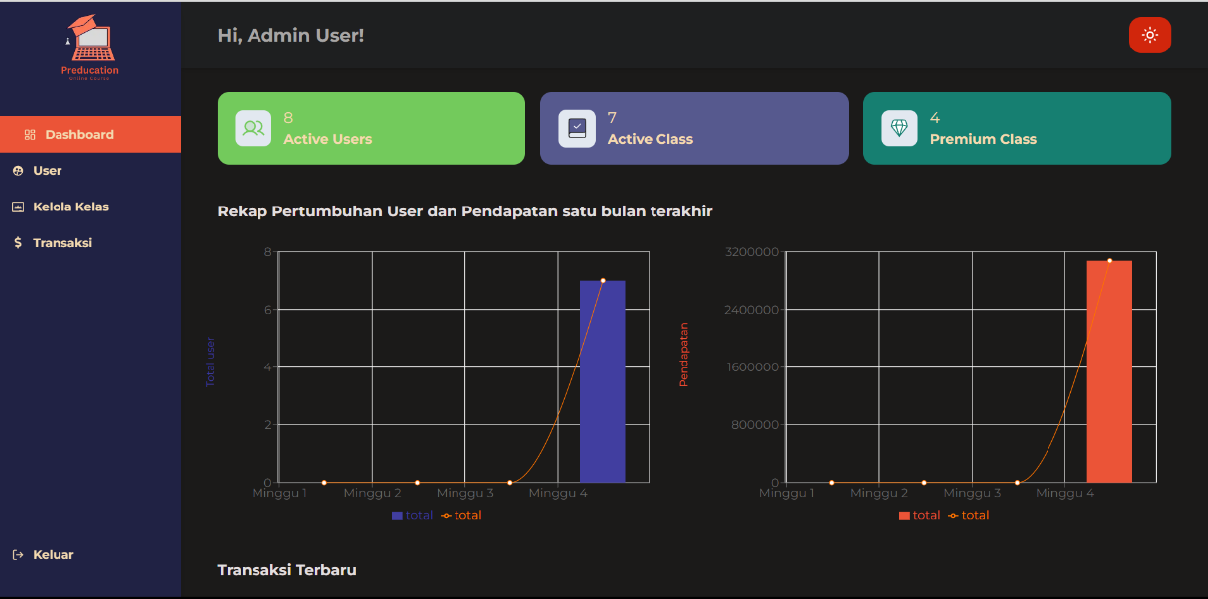 Preducation
Online Course
Dashboard
User
Kelola Kelas
Transaksi
Keluar
Hi, Admin User!
8
Active Users
7
Active Class
4
Premium Class
Rekap Pertumbuhan User dan Pendapatan satu bulan terakhir
Total user
8
6
4
2
0
Minggu 1 Minggu 2 Minggu 3 Minggu 4
total total
Pendapatan
3200000
2400000
1600000
800000
0
Minggu 1 Minggu 2 Minggu 3 Minggu 4
total total
Transaksi Terbaru